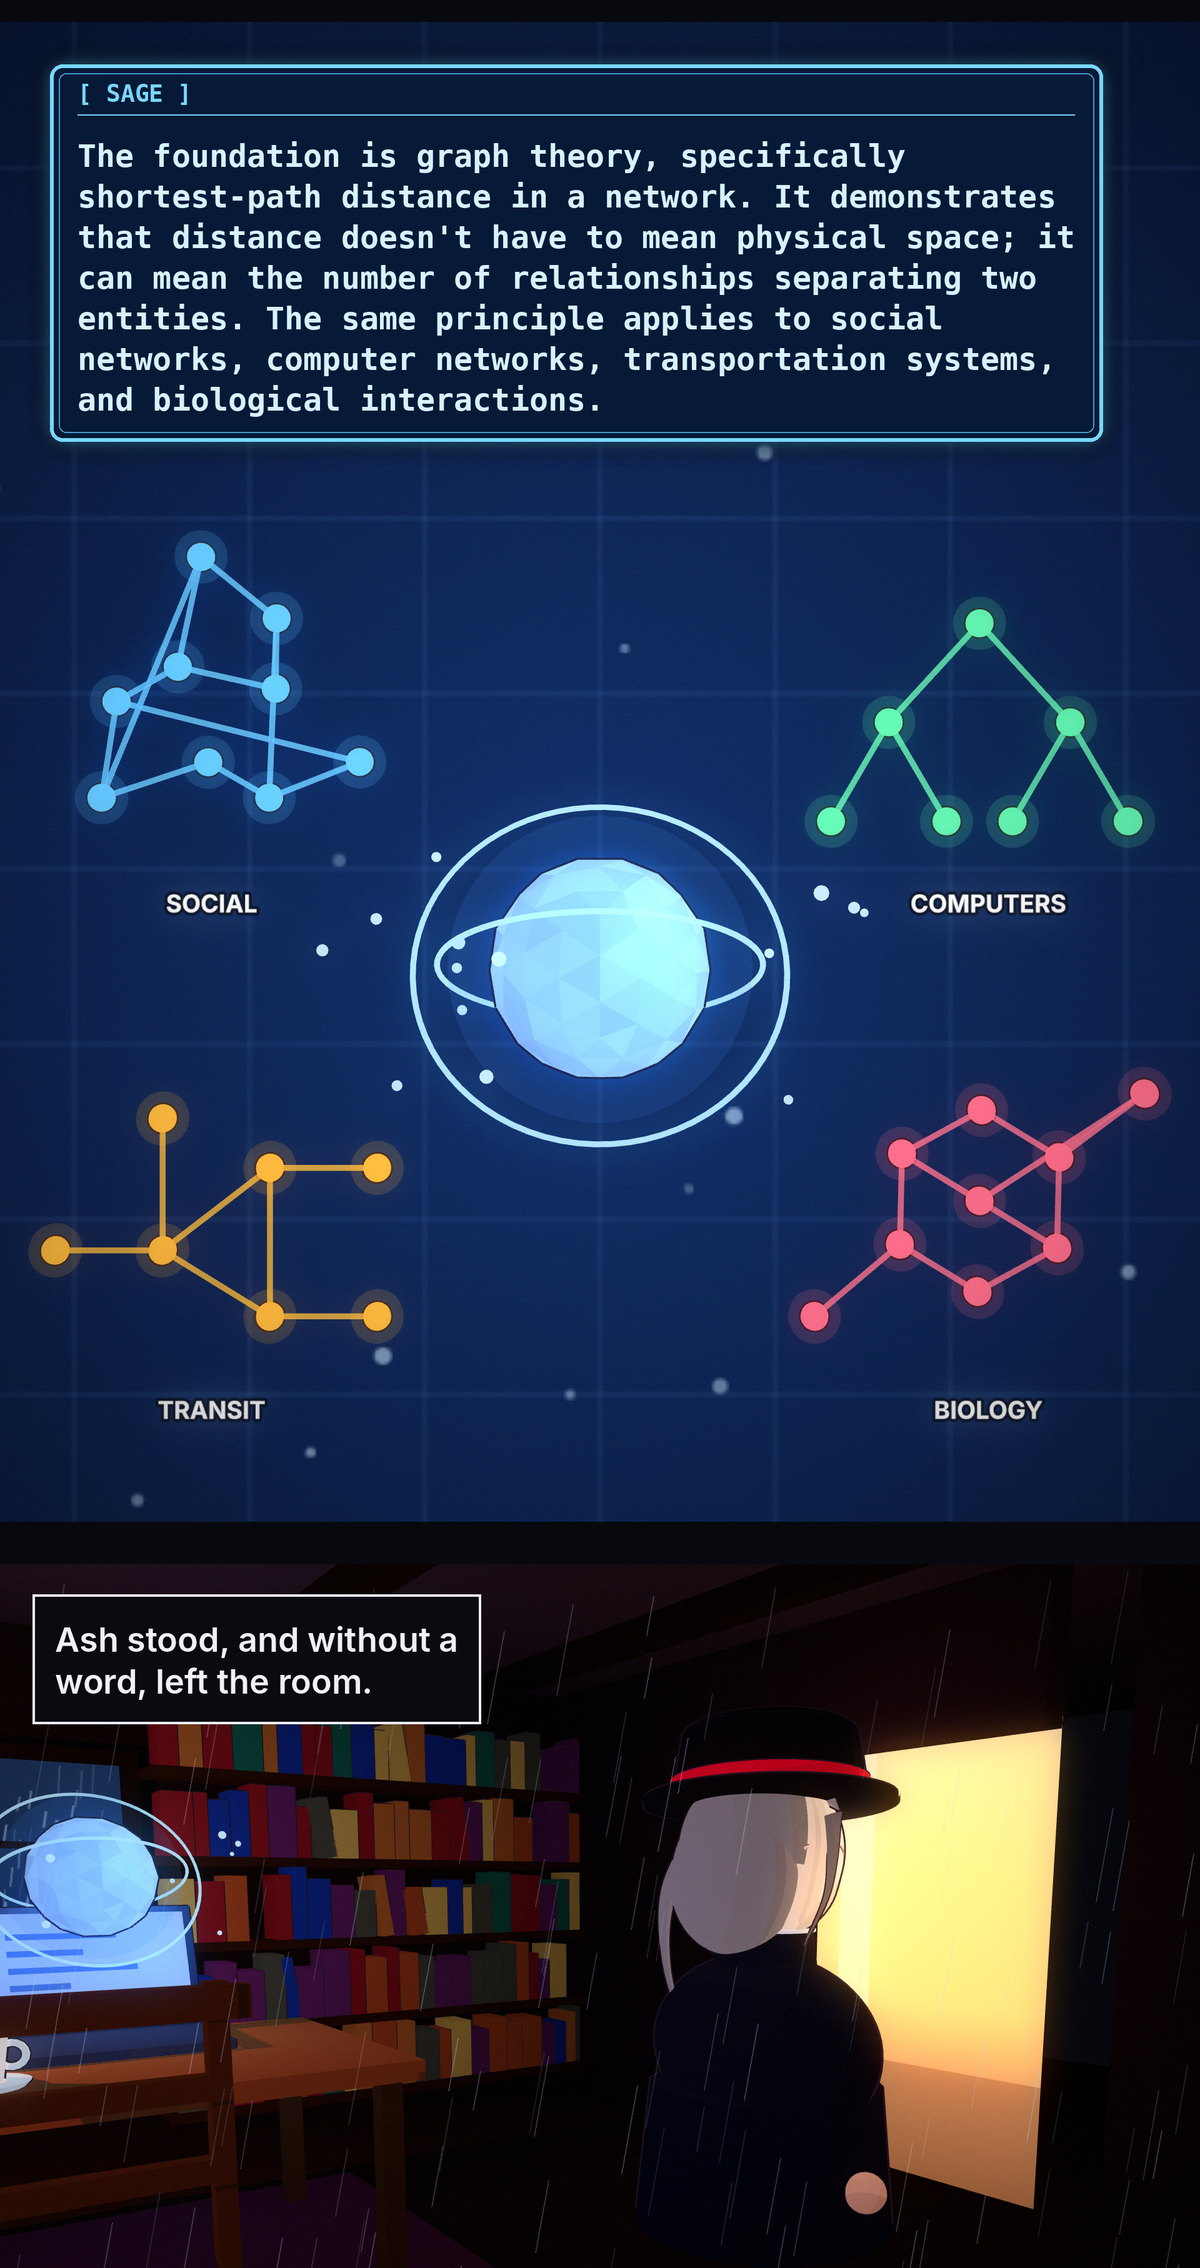 [ SAGE ]
The foundation is graph theory, specifically
shortest-path distance in a network. It demonstrates
that distance doesn't have to mean physical space; it
can mean the number of relationships separating two
entities. The same principle applies to social
networks, computer networks, transportation systems,
and biological interactions.
SOCIAL
COMPUTERS
TRANSIT
BIOLOGY
Ash stood, and without a
word, left the room.